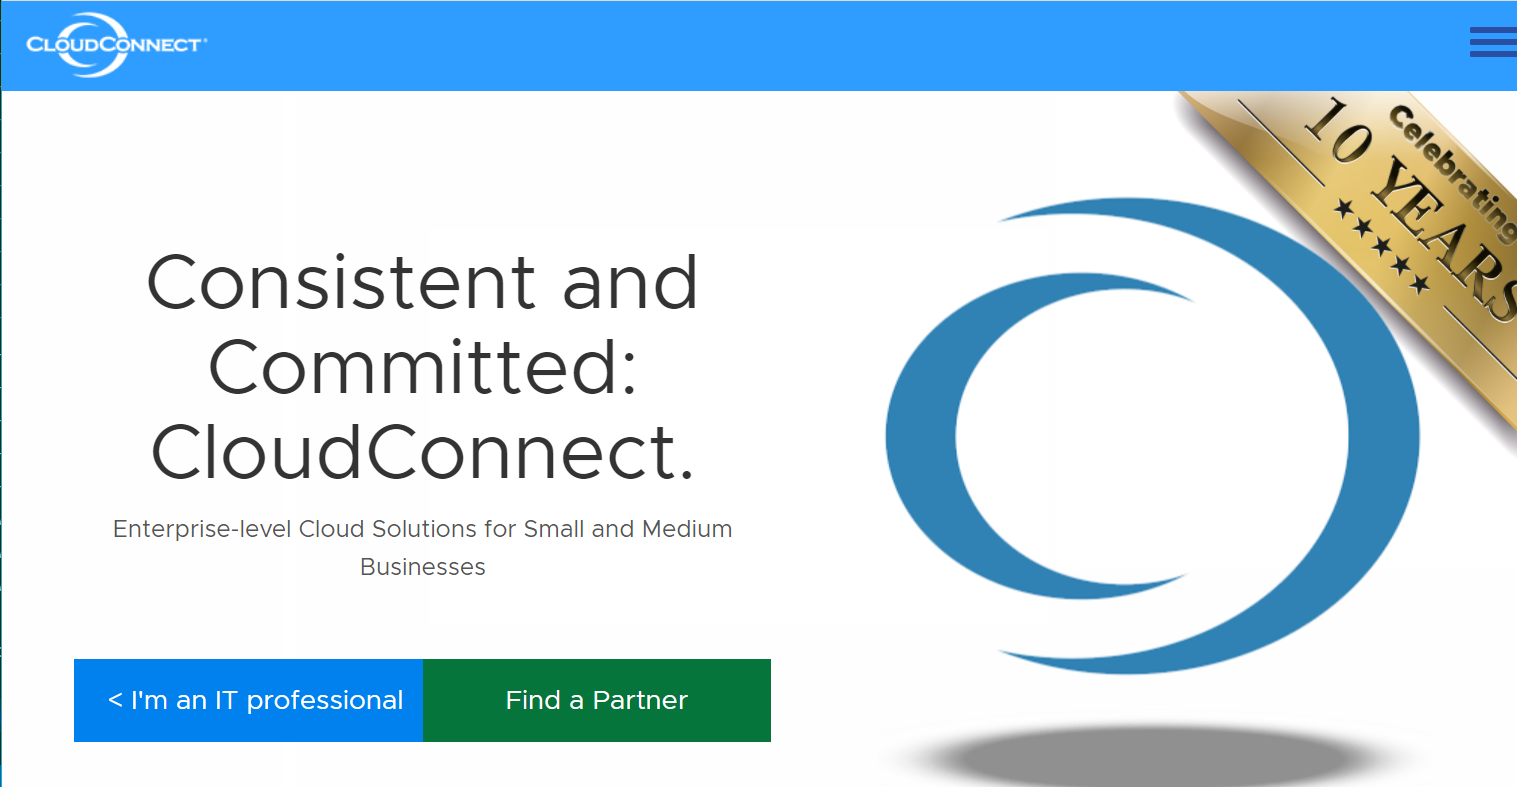 CLOUDCONNECT®
Celebrating
10 YEARS
Consistent and
Committed:
CloudConnect.
Enterprise-level Cloud Solutions for Small and Medium
Businesses
< I'm an IT professional
Find a Partner